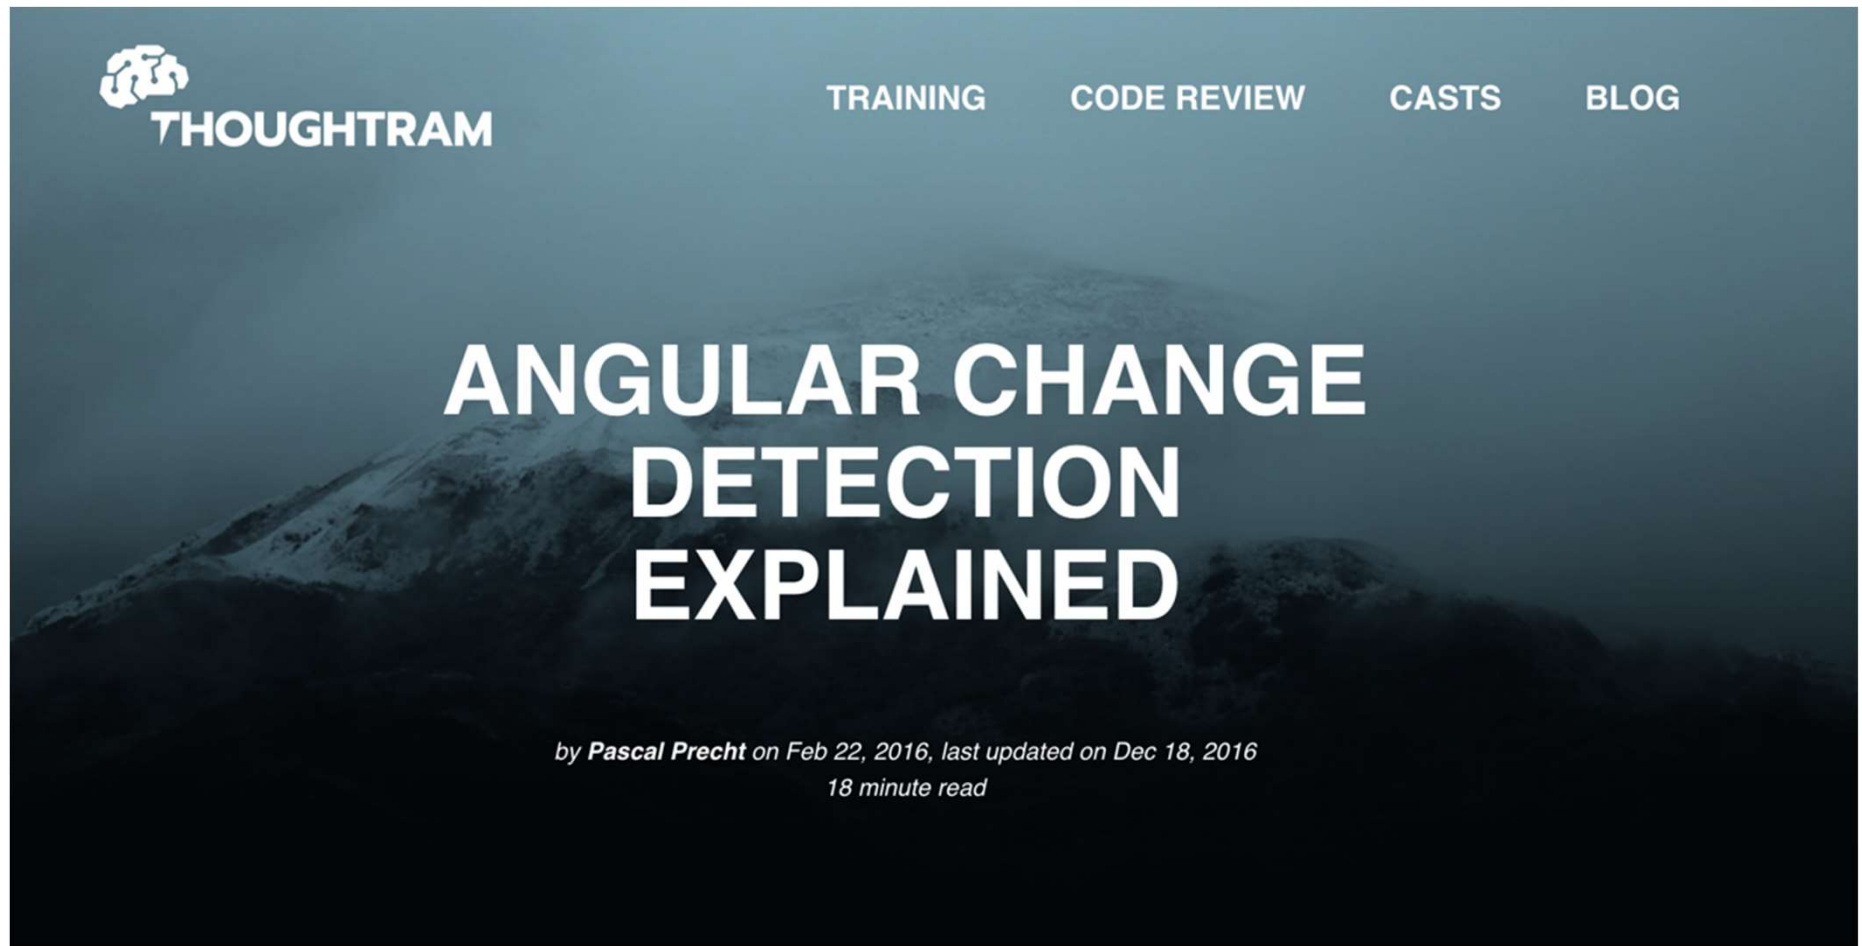 THOUGHTRAM
TRAINING CODE REVIEW CASTS BLOG
ANGULAR CHANGE
DETECTION
EXPLAINED
by Pascal Precht on Feb 22, 2016, last updated on Dec 18, 2016
18 minute read